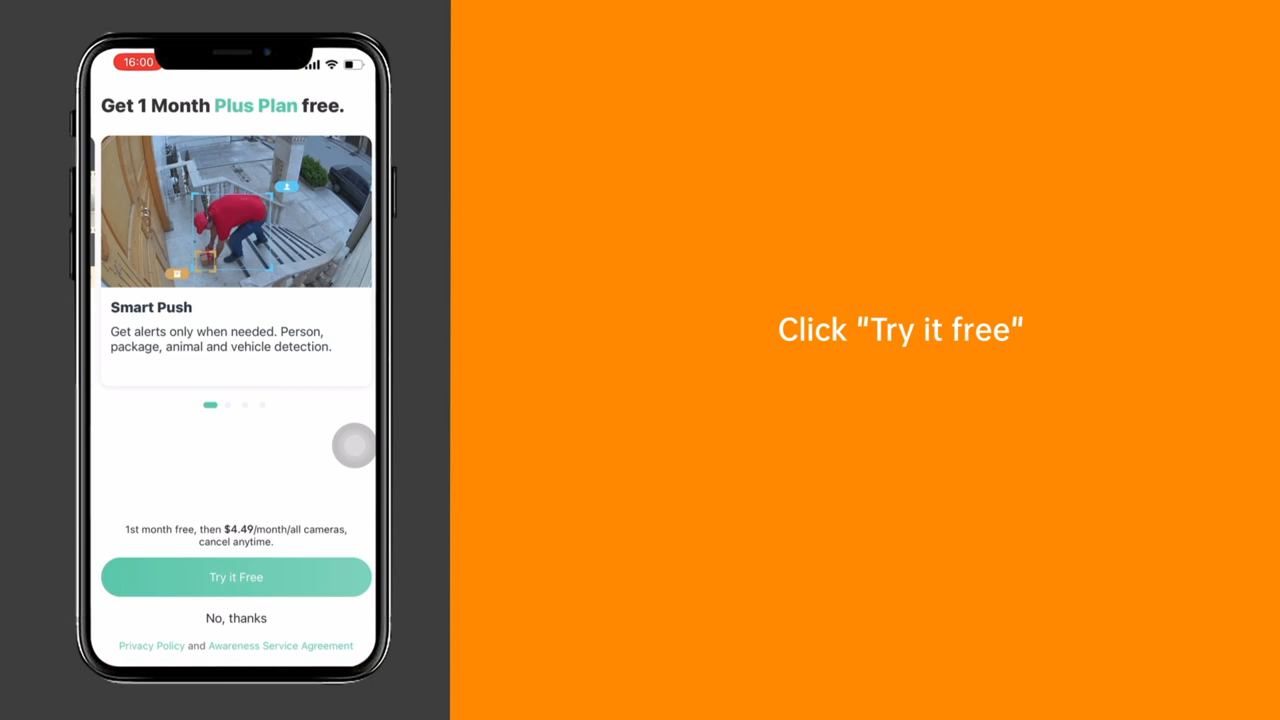 16:00
Get 1 Month Plus Plan free.
Smart Push
Get alerts only when needed. Person,
package, animal and vehicle detection.
1st month free, then $4.49/month/all cameras,
cancel anytime.
Try it Free
No, thanks
Privacy Policy and Awareness Service Agreement
Click "Try it free"